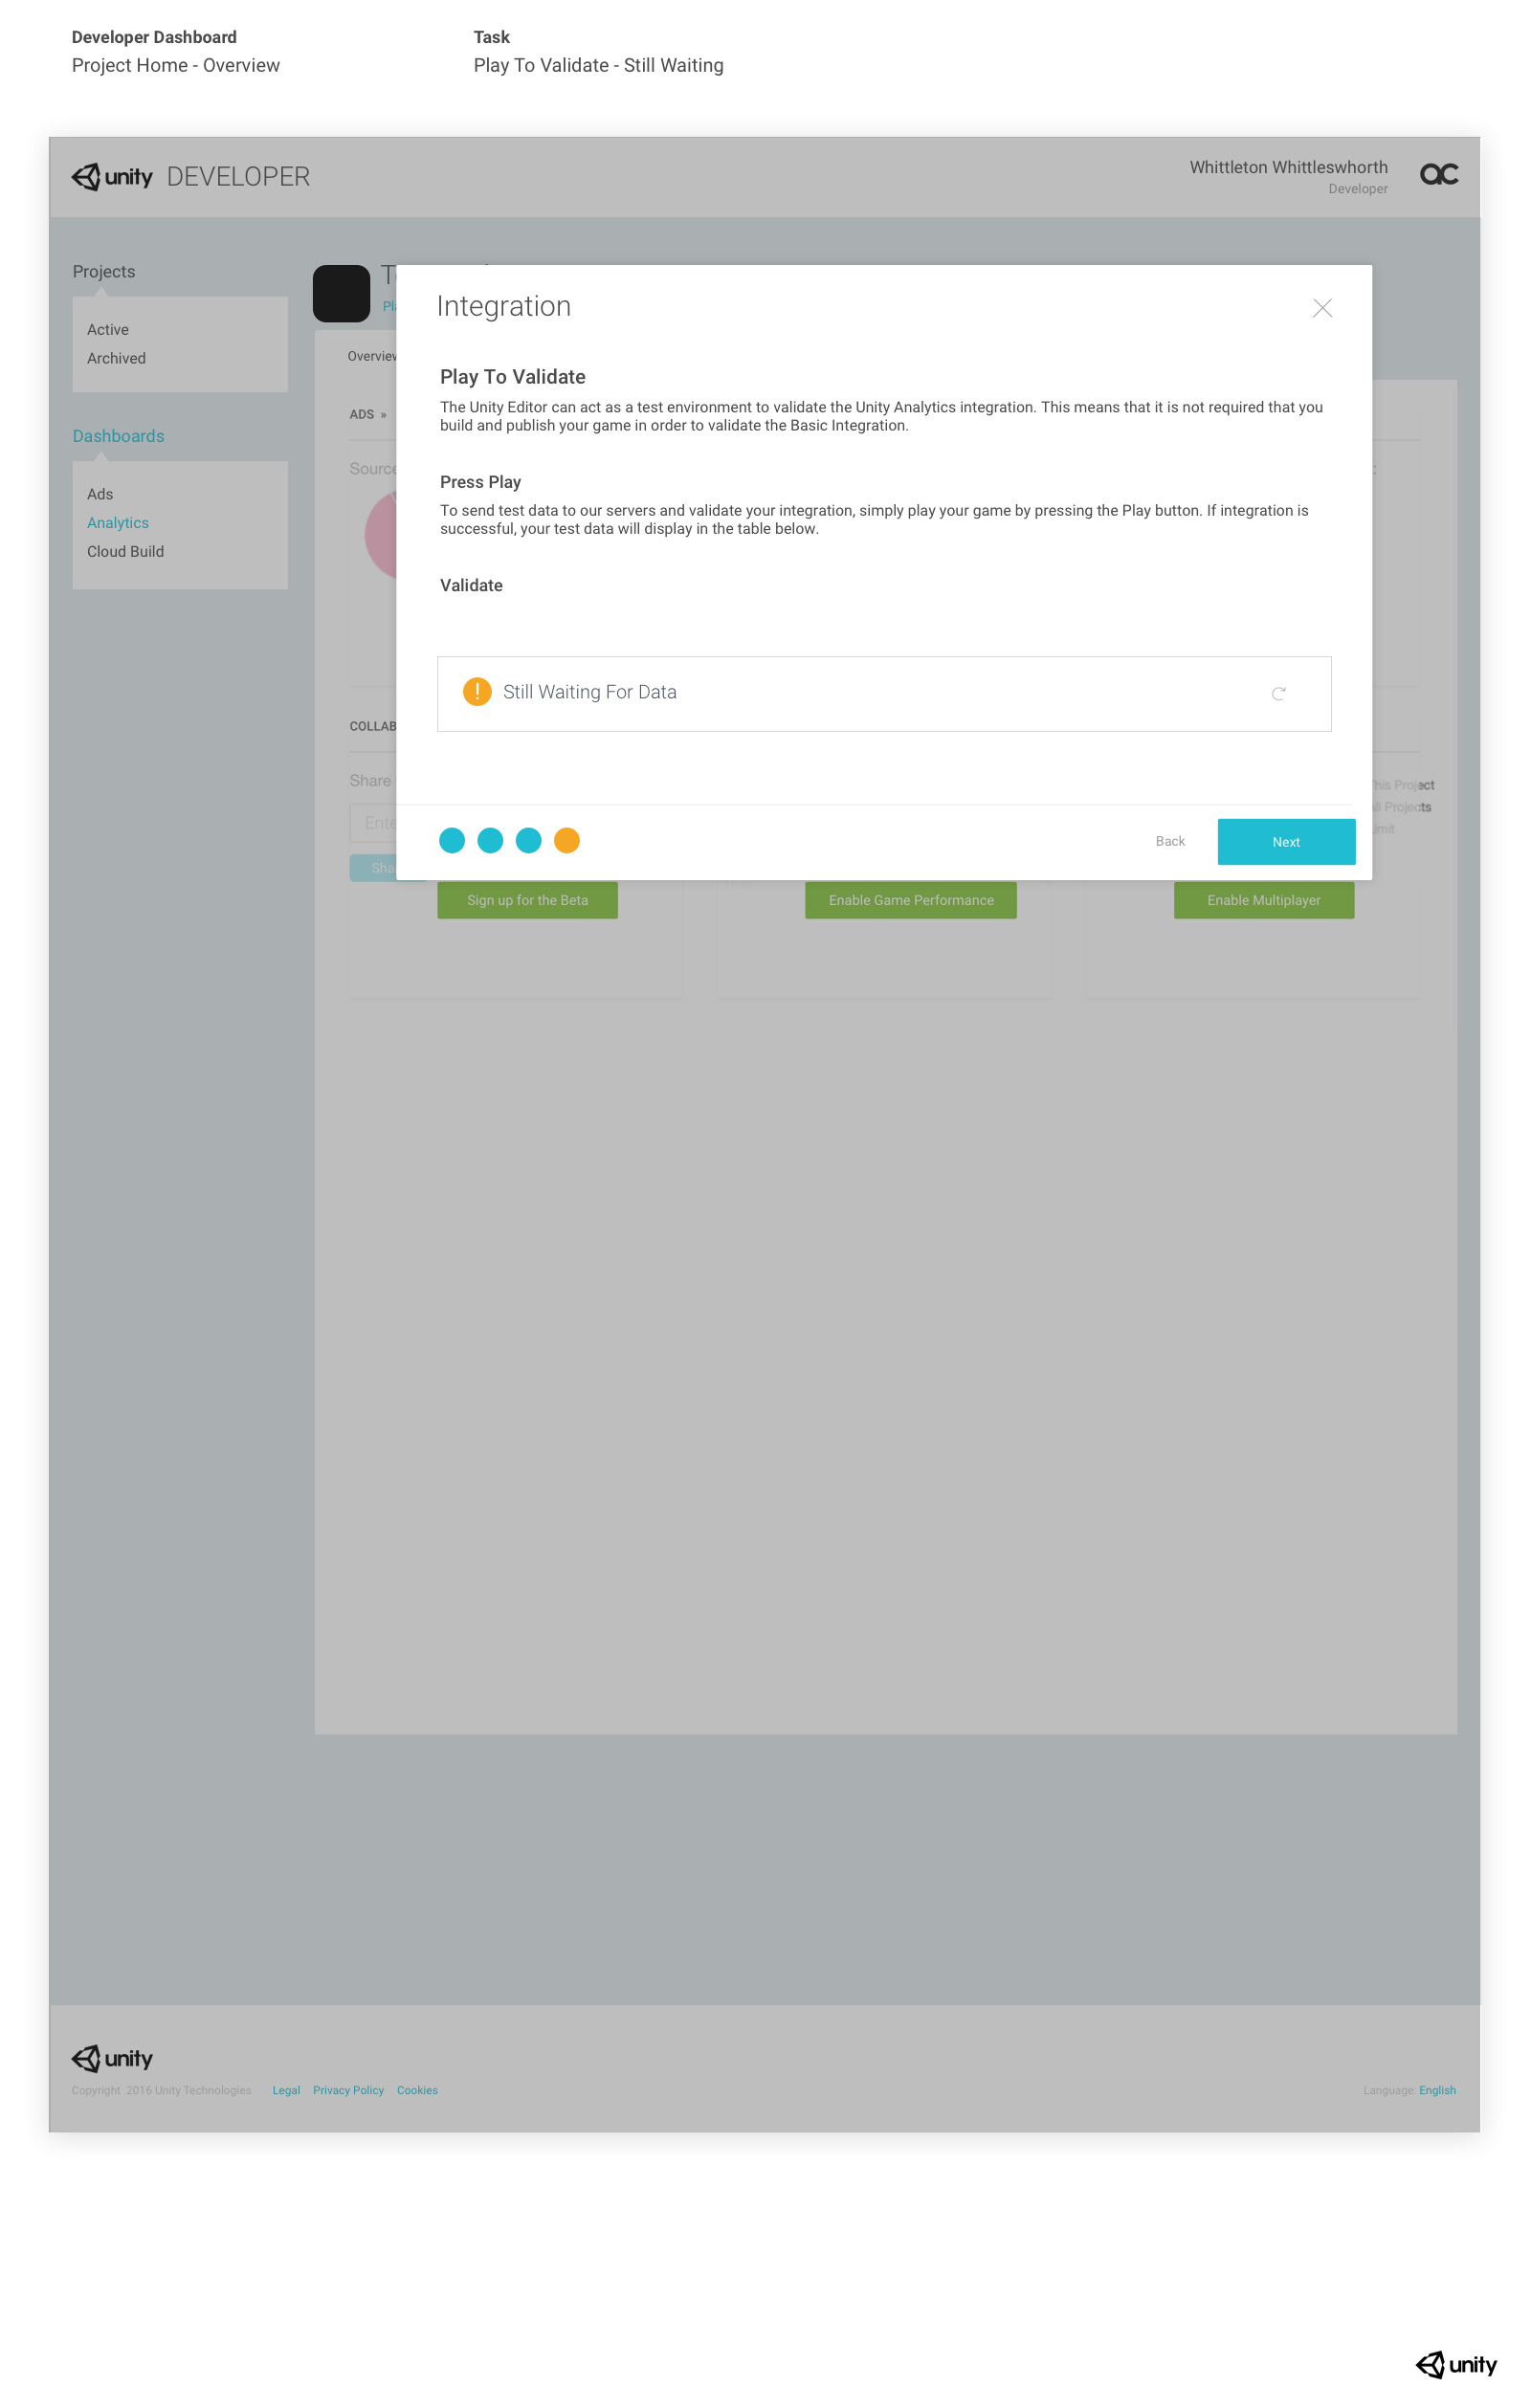 Developer Dashboard
Project Home - Overview
Task
Play To Validate - Still Waiting
unity DEVELOPER
Whittleton Whittleswhorth
Developer
Projects
Active
Archived
Dashboards
Ads
Analytics
Cloud Build
Overview
ADS »
Source
COLLAB
Share
Integration
Play To Validate
The Unity Editor can act as a test environment to validate the Unity Analytics integration. This means that it is not required that you
build and publish your game in order to validate the Basic Integration.
Press Play
To send test data to our servers and validate your integration, simply play your game by pressing the Play button. If integration is
successful, your test data will display in the table below.
Validate
! Still Waiting For Data
Back
Next
This Project
All Projects
Limit
Sign up for the Beta
Enable Game Performance
Enable Multiplayer
unity
Copyright 2016 Unity Technologies Legal Privacy Policy Cookies
Language: English
unity